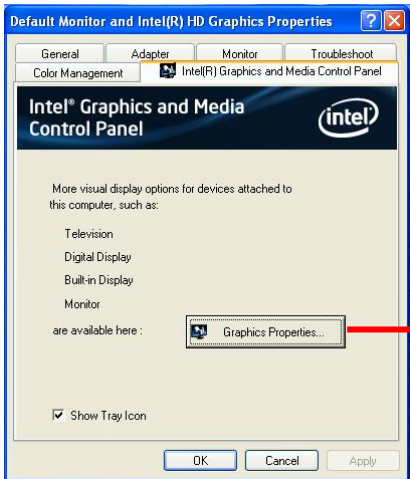 Default Monitor and Intel(R) HD Graphics Properties
General Adapter Monitor Troubleshoot
Color Management Intel(R) Graphics and Media Control Panel
Intel® Graphics and Media
Control Panel
intel
More visual display options for devices attached to
this computer, such as:
Television
Digital Display
Built-in Display
Monitor
are available here :
Graphics Properties...
Show Tray Icon
OK Cancel Apply